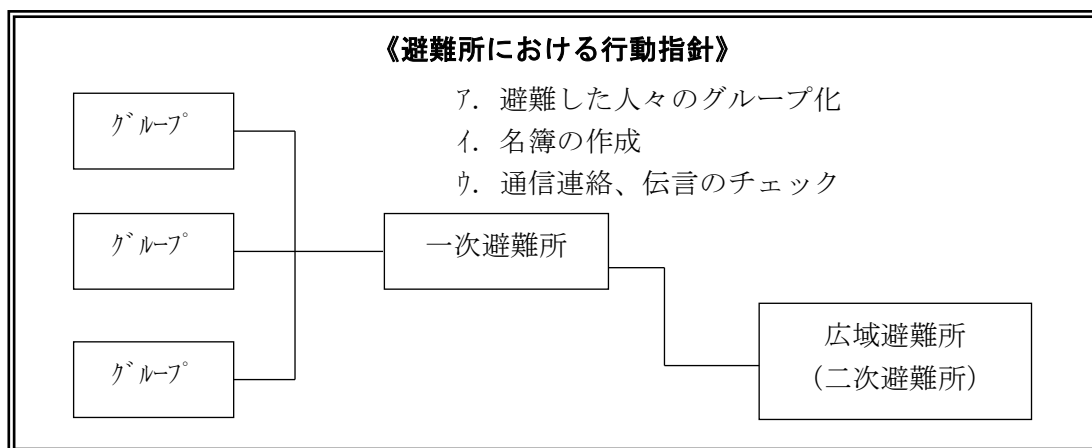 《避難所における行動指針》
ｱ. 避難した人々のグループ化
ｲ. 名簿の作成
ｳ. 通信連絡、伝言のチェック
ｸﾞﾙｰﾌﾟ
ｸﾞﾙｰﾌﾟ
ｸﾞﾙｰﾌﾟ
一次避難所
広域避難所
(二次避難所)